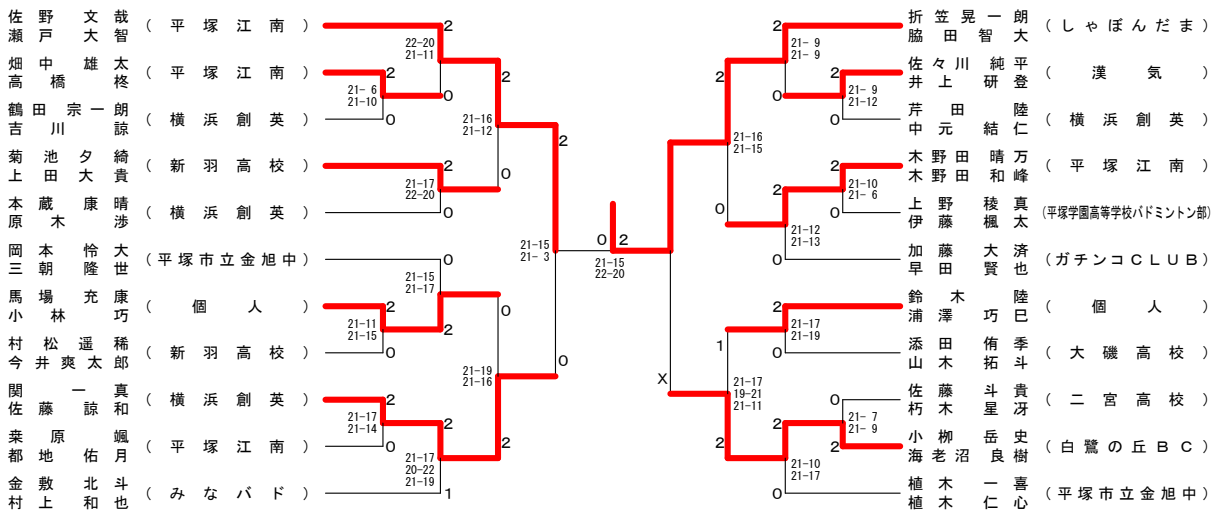 佐野文哉
瀬戸大智
(平塚江南)
畑中雄太
高橋柊
(平塚江南)
鶴田宗一朗
吉川諒
(横浜創英)
菊池夕綺
上田大貴
(新羽高校)
本蔵康晴
原木渉
(横浜創英)
岡本怜大
三朝隆世
(平塚市立金旭中)
馬場充康
小林巧
(個人)
村松遥稀
今井爽太郎
(新羽高校)
関一真
佐藤諒和
(横浜創英)
桒原颯
都地佑月
(平塚江南)
金敷北斗
村上和也
(みなバド)
2
22-20
21-11
2
21- 6
21-10
0
0
2
21-16
21-12
2
21-17
22-20
0
0
2
21-15
21- 3
0
21-15
21-17
2
21-11
21-15
0
2
0
21-19
21-16
0
2
21-17
21-14
0
2
21-17
20-22
21-19
1
2
0 2
21-15
22-20
折笠晃一朗
脇田智大
(しゃぼんだま)
佐々川純平
井上研登
(漢気)
芹田陸
中元結仁
(横浜創英)
木野田晴万
木野田和峰
(平塚江南)
上野稜真
伊藤楓太
(平塚学園高等学校バドミントン部)
加藤大済
早田賢也
(ガチンコCLUB)
鈴木陸
浦澤巧巳
(個人)
添田侑季
山木拓斗
(大磯高校)
佐藤斗貴
朽木星冴
(二宮高校)
小栁岳史
海老沼良樹
(白鷺の丘BC)
植木一喜
植木仁心
(平塚市立金旭中)
2
21- 9
21- 9
2
21- 9
21-12
0
0
2
21-16
21-15
2
21-10
21- 6
0
2
0
21-12
21-13
0
X
2
21-17
21-19
0
1
21-17
19-21
21-11
0
21- 7
21- 9
2
2
2
21-10
21-17
0